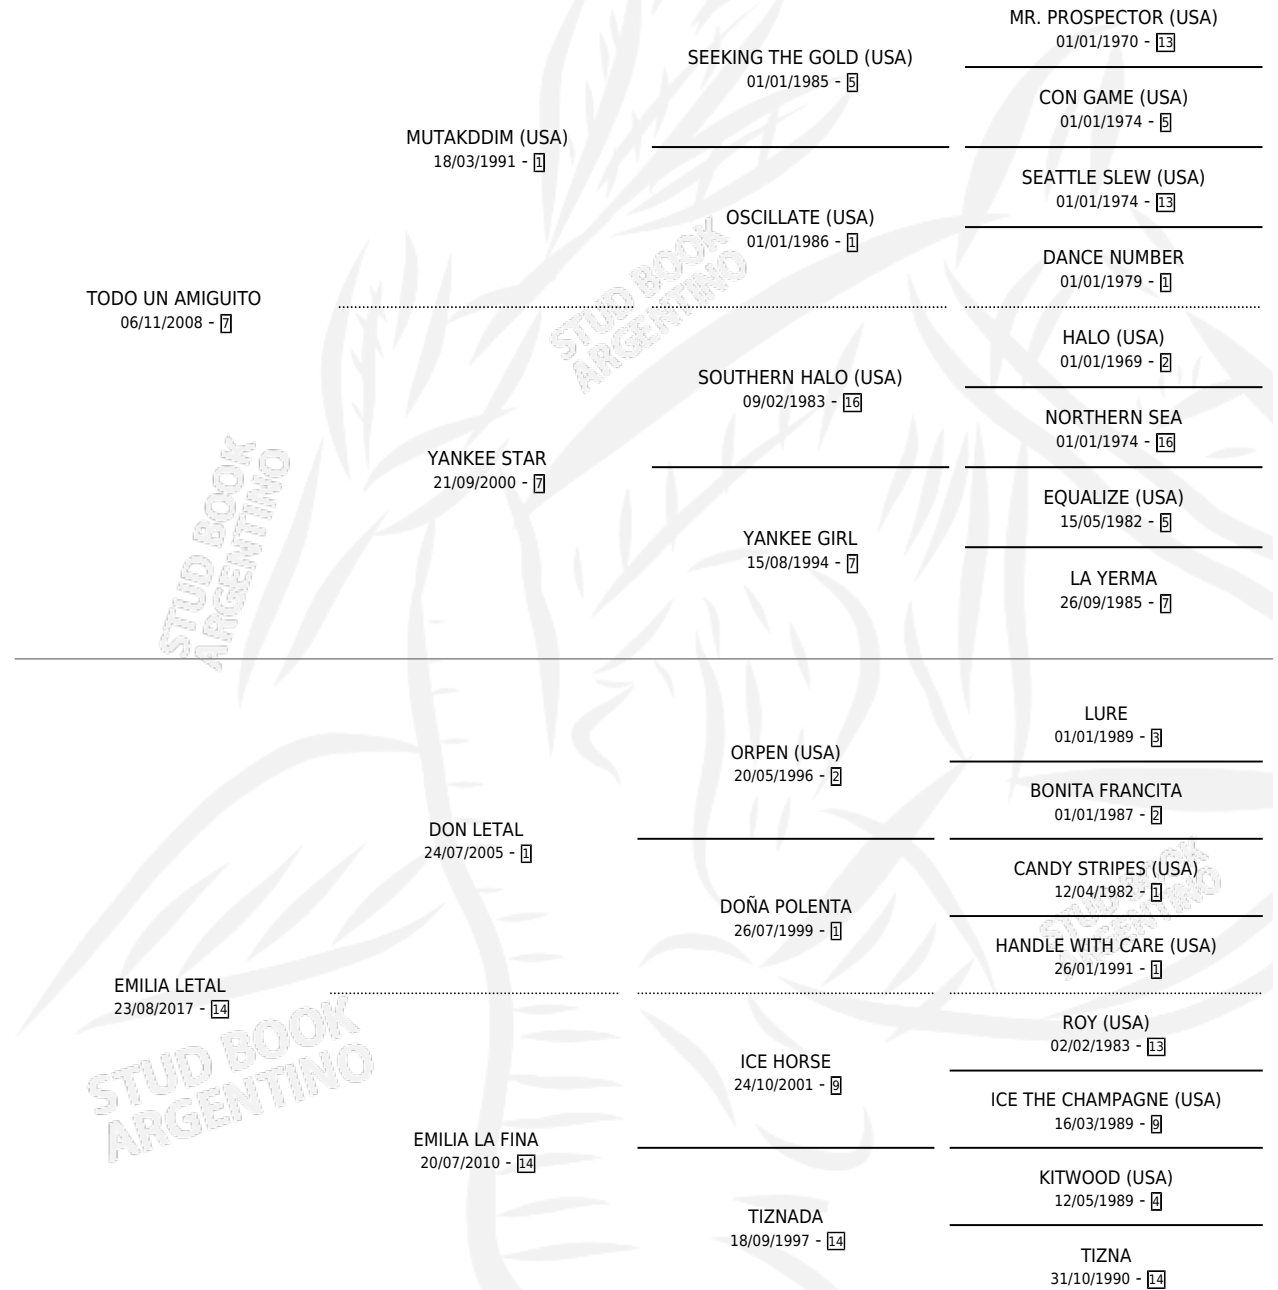 MR. PROSPECTOR (USA)
01/01/1970 - 13
SEEKING THE GOLD (USA)
01/01/1985 - 5
CON GAME (USA)
01/01/1974 - 5
MUTAKDDIM (USA)
18/03/1991 - 1
SEATTLE SLEW (USA)
01/01/1974 - 13
OSCILLATE (USA)
01/01/1986 - 1
DANCE NUMBER
01/01/1979 - 1
TODO UN AMIGUITO
06/11/2008 - 7
HALO (USA)
01/01/1969 - 2
SOUTHERN HALO (USA)
09/02/1983 - 16
NORTHERN SEA
01/01/1974 - 16
YANKEE STAR
21/09/2000 - 7
EQUALIZE (USA)
15/05/1982 - 5
YANKEE GIRL
15/08/1994 - 7
LA YERMA
26/09/1985 - 7
LURE
01/01/1989 - 3
ORPEN (USA)
20/05/1996 - 2
BONITA FRANCITA
01/01/1987 - 2
DON LETAL
24/07/2005 - 1
CANDY STRIPES (USA)
12/04/1982 - 1
DOÑA POLENTA
26/07/1999 - 1
HANDLE WITH CARE (USA)
26/01/1991 - 1
EMILIA LETAL
23/08/2017 - 14
ROY (USA)
02/02/1983 - 13
ICE HORSE
24/10/2001 - 9
ICE THE CHAMPAGNE (USA)
16/03/1989 - 9
EMILIA LA FINA
20/07/2010 - 14
KITWOOD (USA)
12/05/1989 - 4
TIZNADA
18/09/1997 - 14
TIZNA
31/10/1990 - 14
STUD BOOK
ARGENTINO
STUD BOOK
ARGENTINO
STUD BOOK
ARGENTINO
STUD BOOK
ARGENTINO